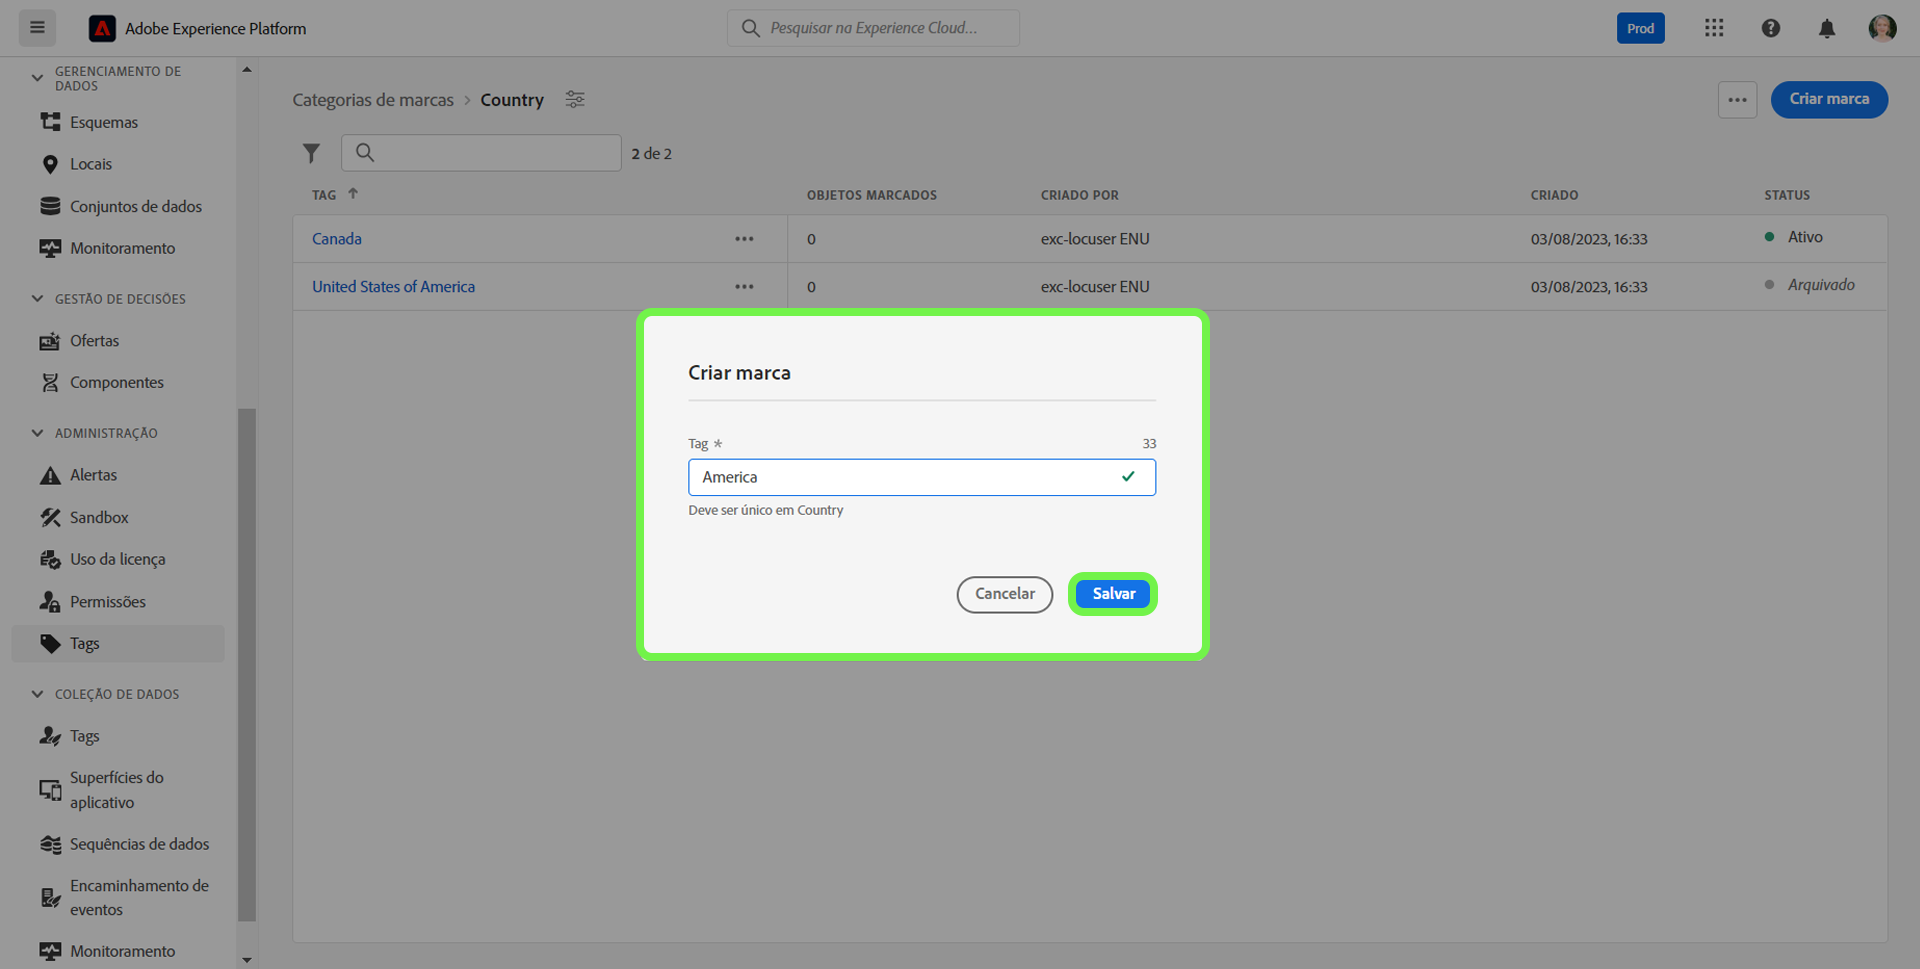 Adobe Experience Platform
Pesquisar na Experience Cloud...
Prod
GERENCIAMENTO DE
DADOS
Esquemas
Locais
Conjuntos de dados
Monitoramento
GESTÃO DE DECISÕES
Ofertas
Componentes
ADMINISTRAÇÃO
Alertas
Sandbox
Uso da licença
Permissões
Tags
COLEÇÃO DE DADOS
Tags
Superfícies do
aplicativo
Sequências de dados
Encaminhamento de
eventos
Monitoramento
Categorias de marcas > Country
Criar marca
2 de 2
TAG OBJETOS MARCADOS CRIADO POR CRIADO STATUS
Canada 0 exc-locuser ENU 03/08/2023, 16:33 Ativo
United States of America 0 exc-locuser ENU 03/08/2023, 16:33 Arquivado
Criar marca
Tag * 33
America
Deve ser único em Country
Cancelar Salvar